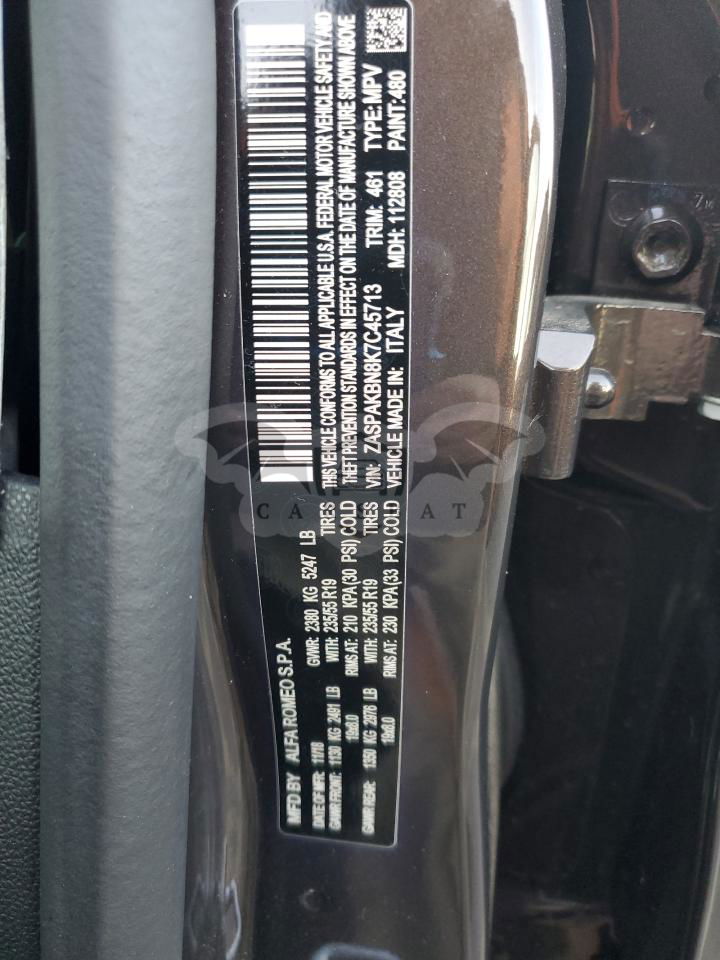 MFD BY ALFA ROMEO S.P.A.
DATE OF MFR: 11/18 GVWR: 2380 KG 5247 LB
GAWR FRONT: 1130 KG 2491 LB WITH: 235/55 R19 TIRES
19x8.0 RIMS AT: 210 KPA(30 PSI) COLD
GAWR REAR: 1350 KG 2976 LB WITH: 235/55 R19 TIRES
19x8.0 RIMS AT: 230 KPA(33 PSI) COLD
THIS VEHICLE CONFORMS TO ALL APPLICABLE U.S.A. FEDERAL MOTOR VEHICLE SAFETY AND
THEFT PREVENTION STANDARDS IN EFFECT ON THE DATE OF MANUFACTURE SHOWN ABOVE
VIN: ZASPAKBN8K7C45713 TRIM: 461 TYPE: MPV
VEHICLE MADE IN: ITALY MDH: 112808 PAINT: 480